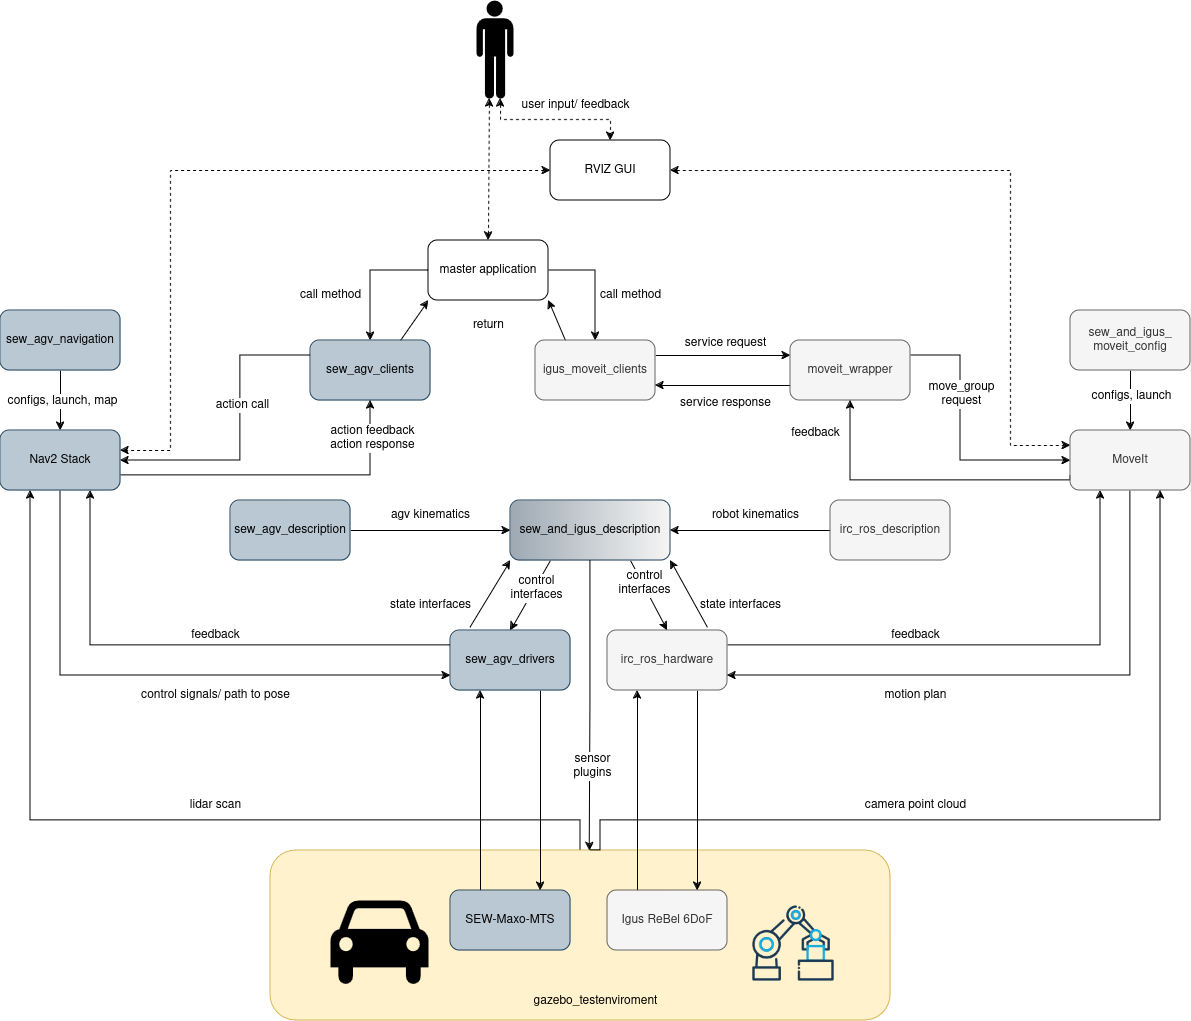 user input/ feedback
RVIZ GUI
master application
call method
call method
return
sew_agv_navigation
sew_agv_clients
igus_moveit_clients
service request
service response
moveit_wrapper
sew_and_igus_
moveit_config
configs, launch, map
action call
action feedback
action response
feedback
move_group
request
configs, launch
Nav2 Stack
MoveIt
sew_agv_description
agv kinematics
sew_and_igus_description
robot kinematics
irc_ros_description
state interfaces
control
interfaces
control
interfaces
state interfaces
feedback
sew_agv_drivers
irc_ros_hardware
feedback
control signals/ path to pose
motion plan
sensor
plugins
lidar scan
camera point cloud
SEW-Maxo-MTS
Igus ReBel 6DoF
gazebo_testenviroment